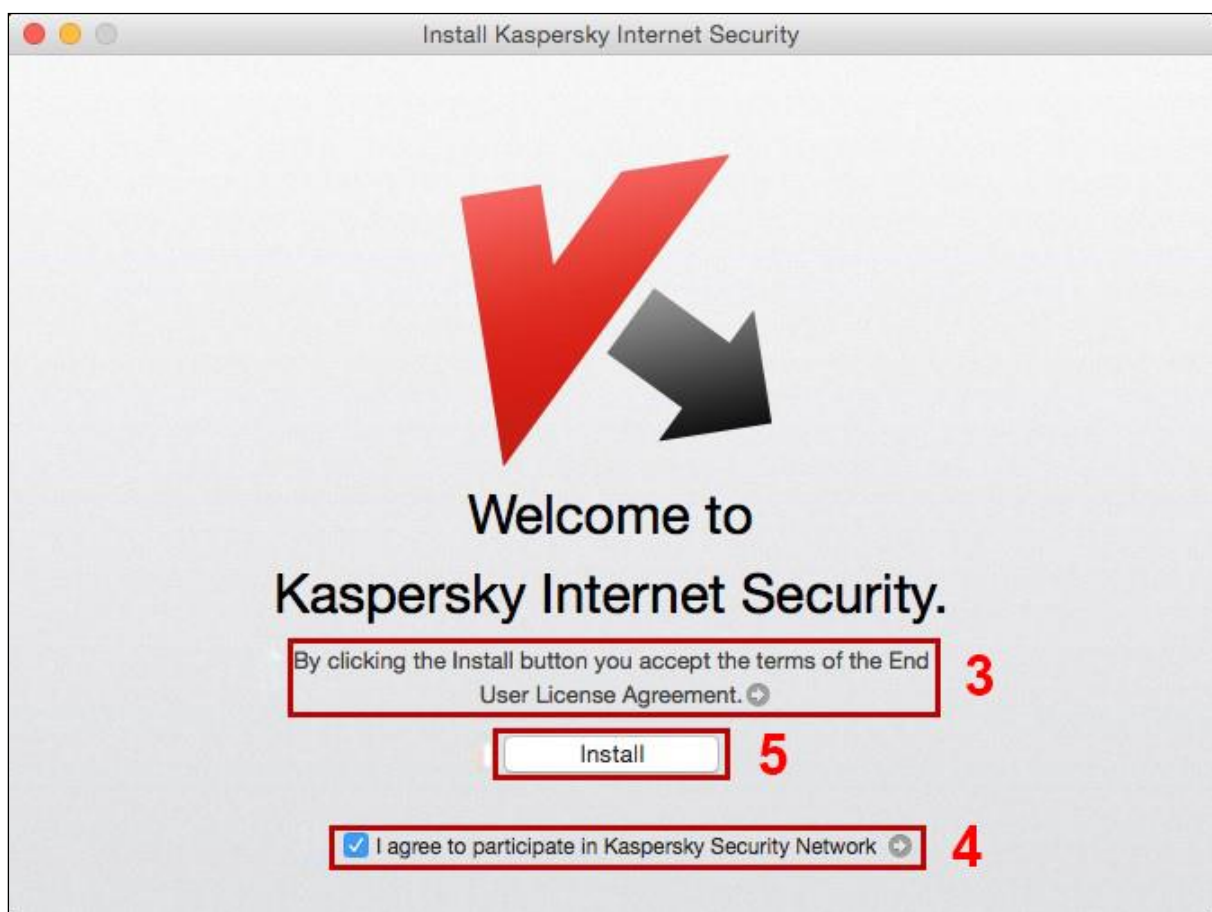 Install Kaspersky Internet Security
Welcome to
Kaspersky Internet Security.
By clicking the Install button you accept the terms of the End
User License Agreement.
3
Install
5
I agree to participate in Kaspersky Security Network
4